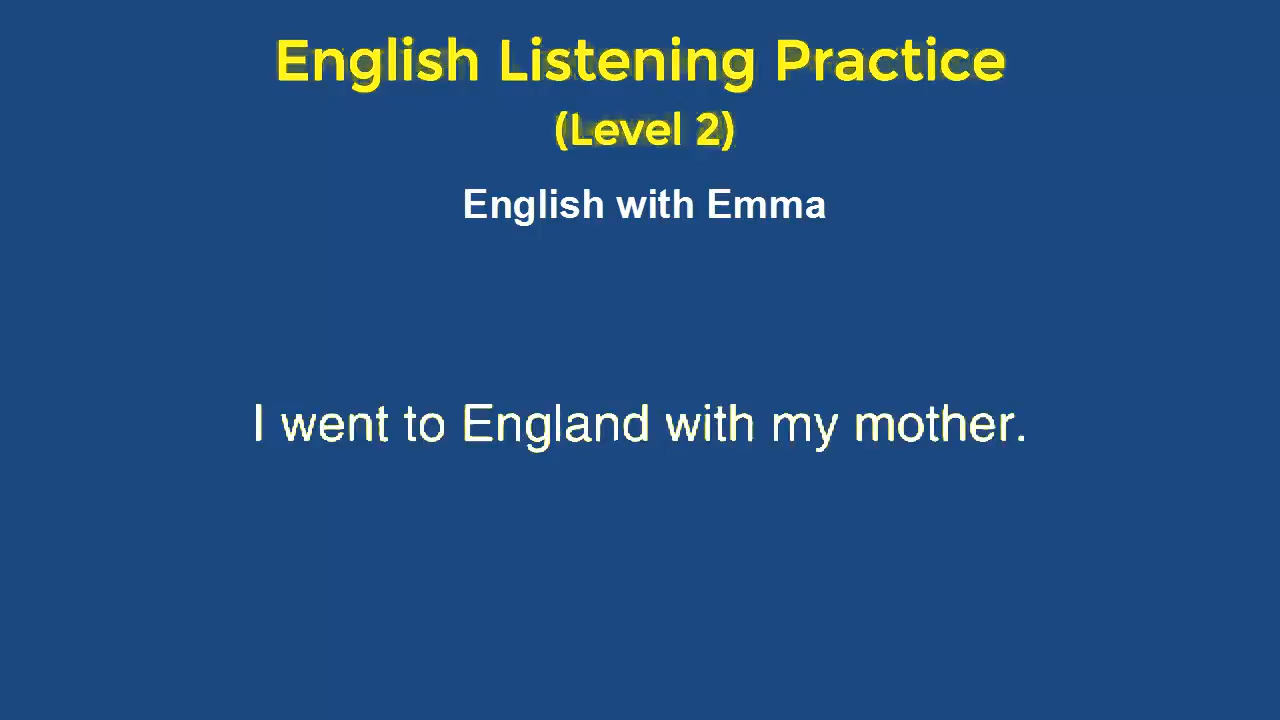 English Listening Practice
(Level 2)
English with Emma
I went to England with my mother.